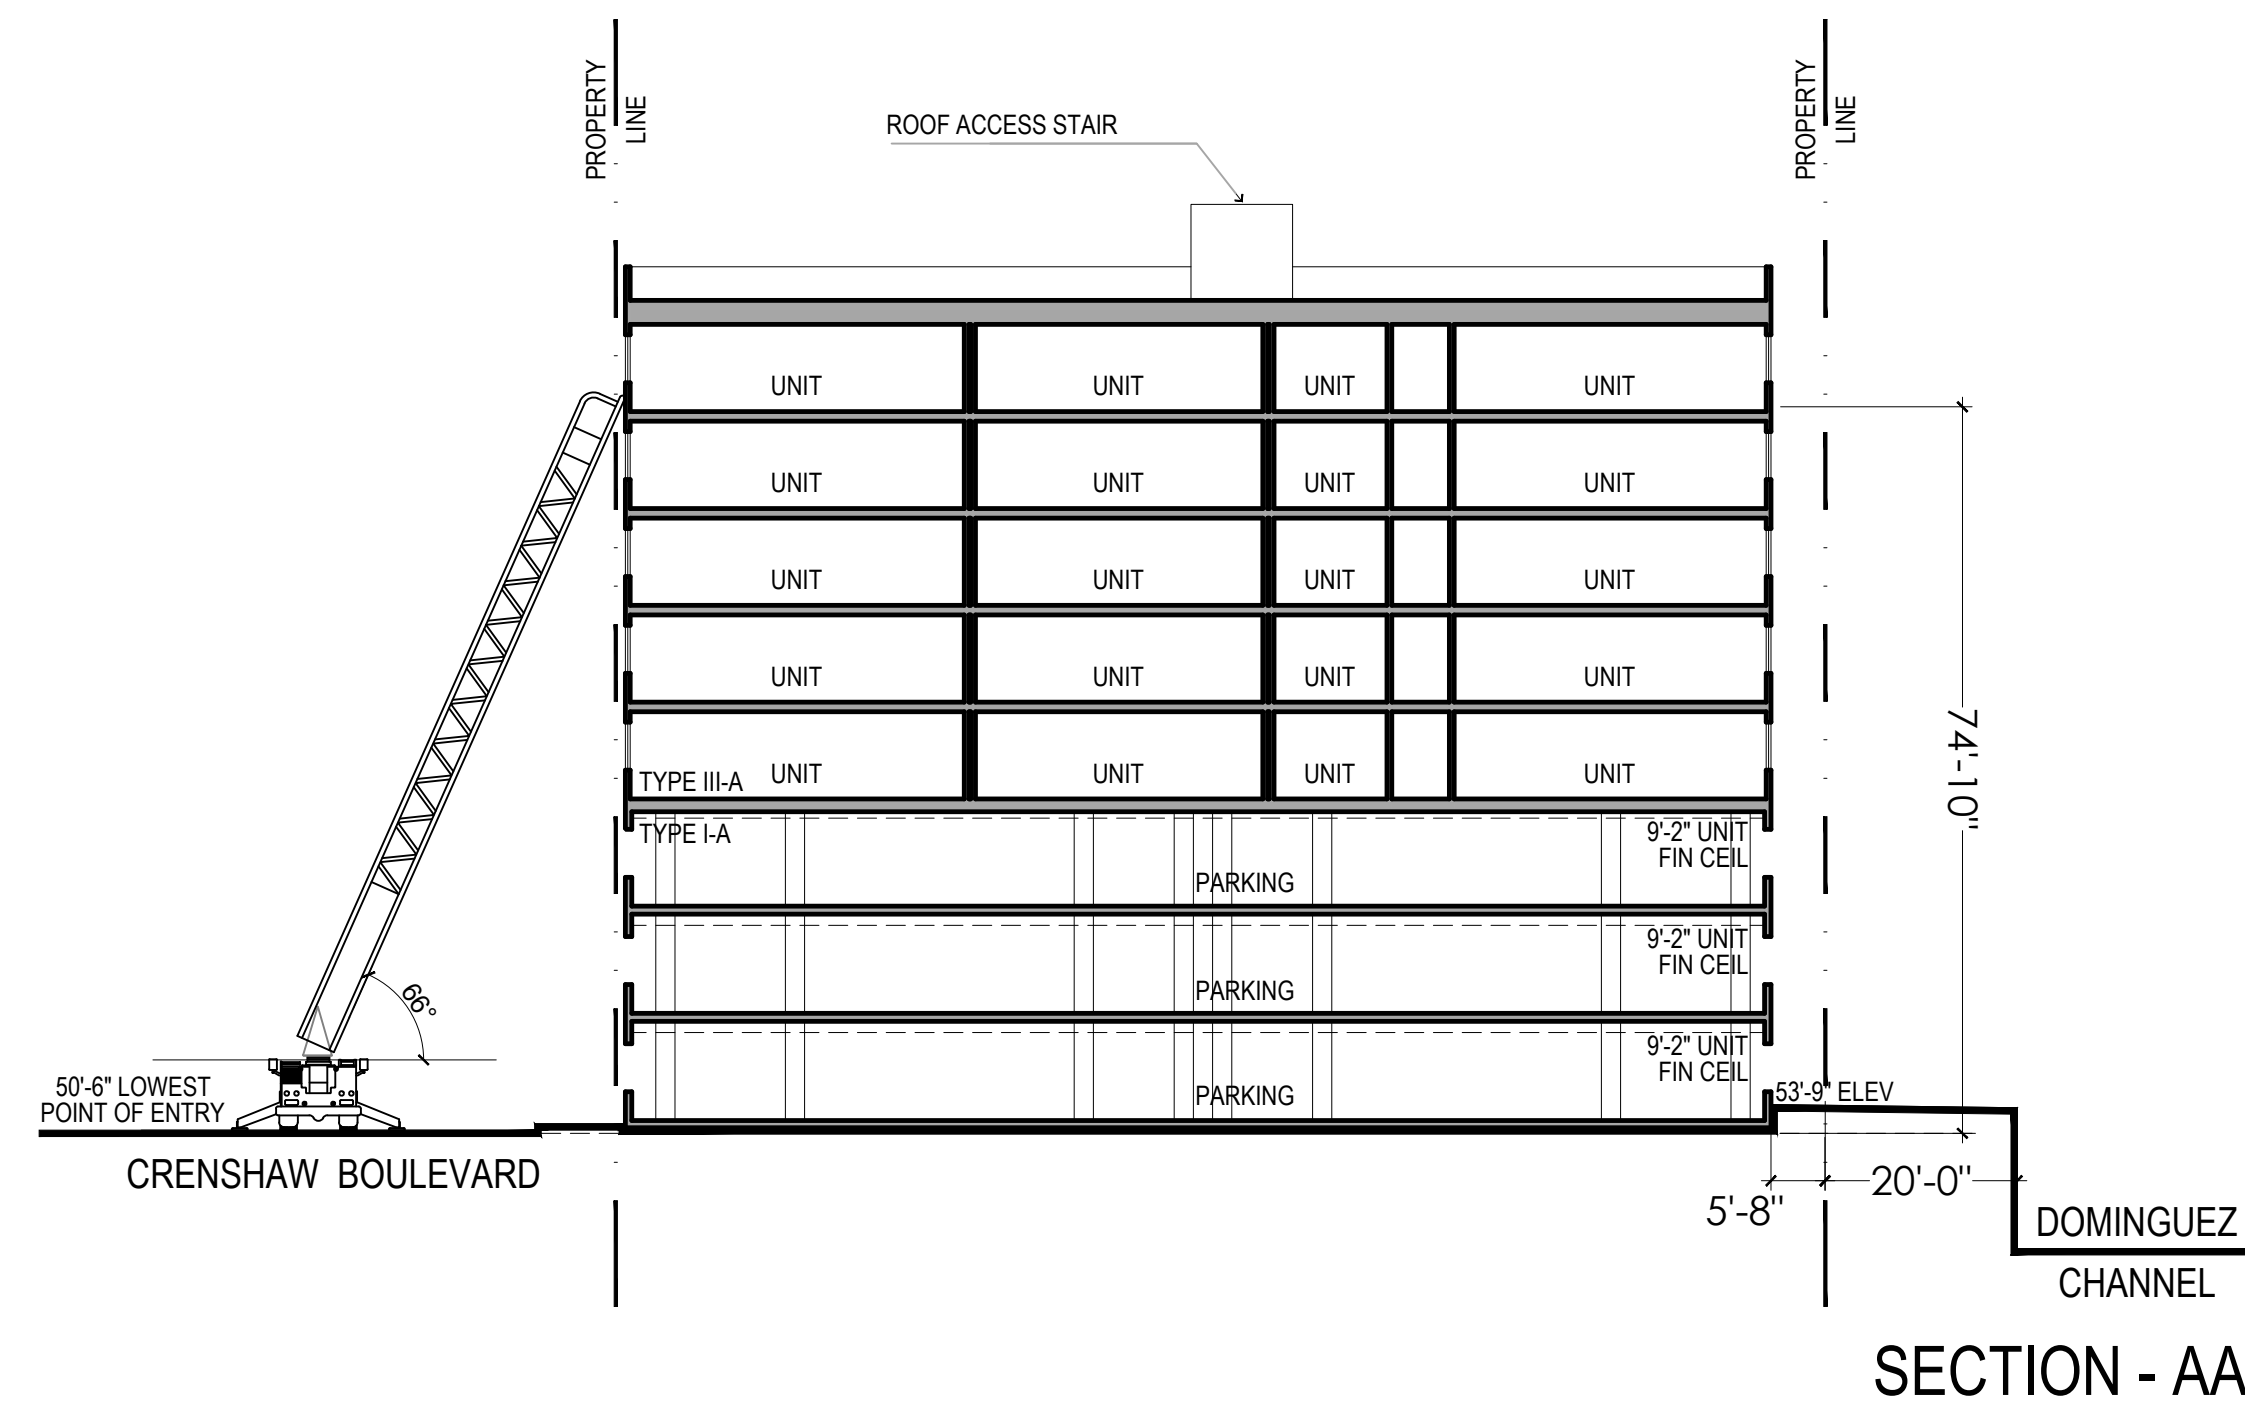 PROPERTY
LINE
PROPERTY
LINE
ROOF ACCESS STAIR
UNIT UNIT UNIT UNIT
UNIT UNIT UNIT UNIT
UNIT UNIT UNIT UNIT
UNIT UNIT UNIT UNIT
74'-10"
TYPE III-A UNIT UNIT UNIT UNIT
TYPE I-A
9'-2" UNIT
FIN CEIL
PARKING
9'-2" UNIT
FIN CEIL
PARKING
66°
9'-2" UNIT
FIN CEIL
PARKING
50'-6" LOWEST
POINT OF ENTRY
53'-9" ELEV
CRENSHAW BOULEVARD
5'-8"
20'-0"
DOMINGUEZ
CHANNEL
SECTION - AA